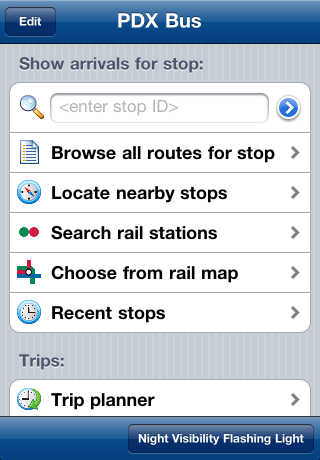 Edit
PDX Bus
Show arrivals for stop:
<enter stop ID>
Browse all routes for stop
Locate nearby stops
Search rail stations
Choose from rail map
Recent stops
Trips:
Trip planner
Night Visibility Flashing Light